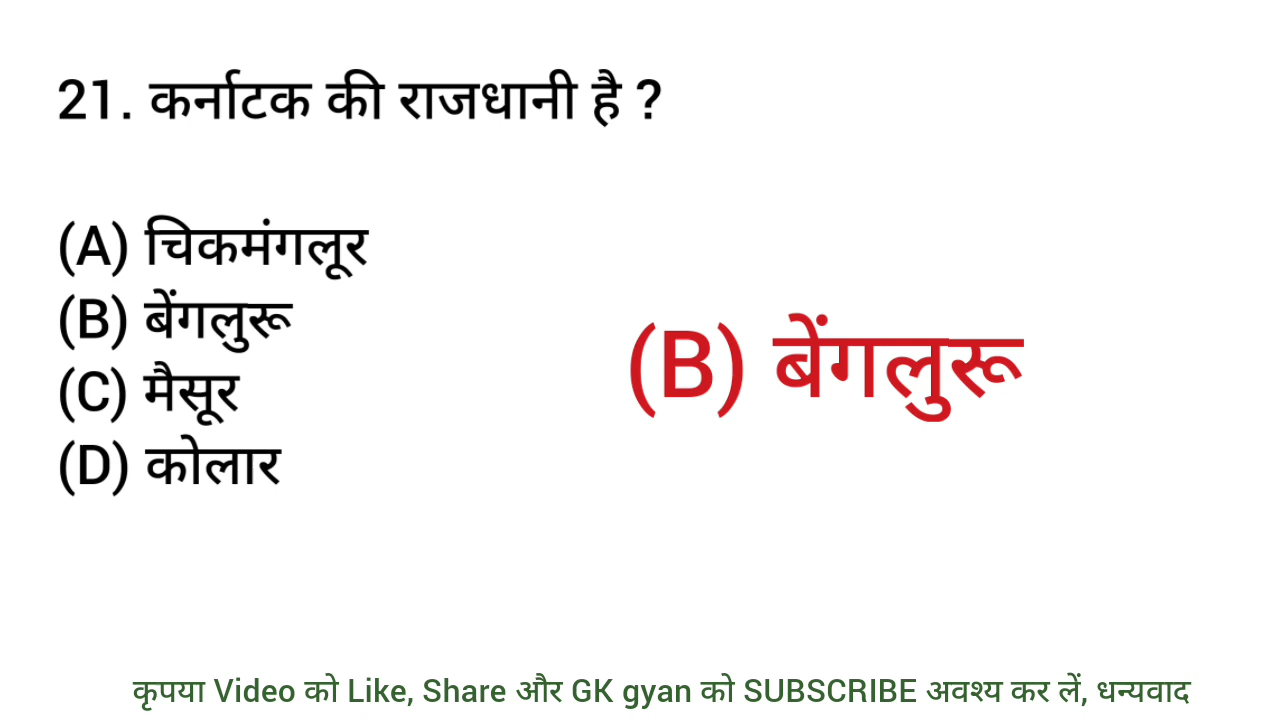 21. कर्नाटक की राजधानी है ?
(A) चिकमंगलूर
(B) बेंगलुरू
(C) मैसूर
(D) कोलार
(B) बेंगलुरू
कृपया Video को Like, Share और GK gyan को SUBSCRIBE अवश्य कर लें, धन्यवाद